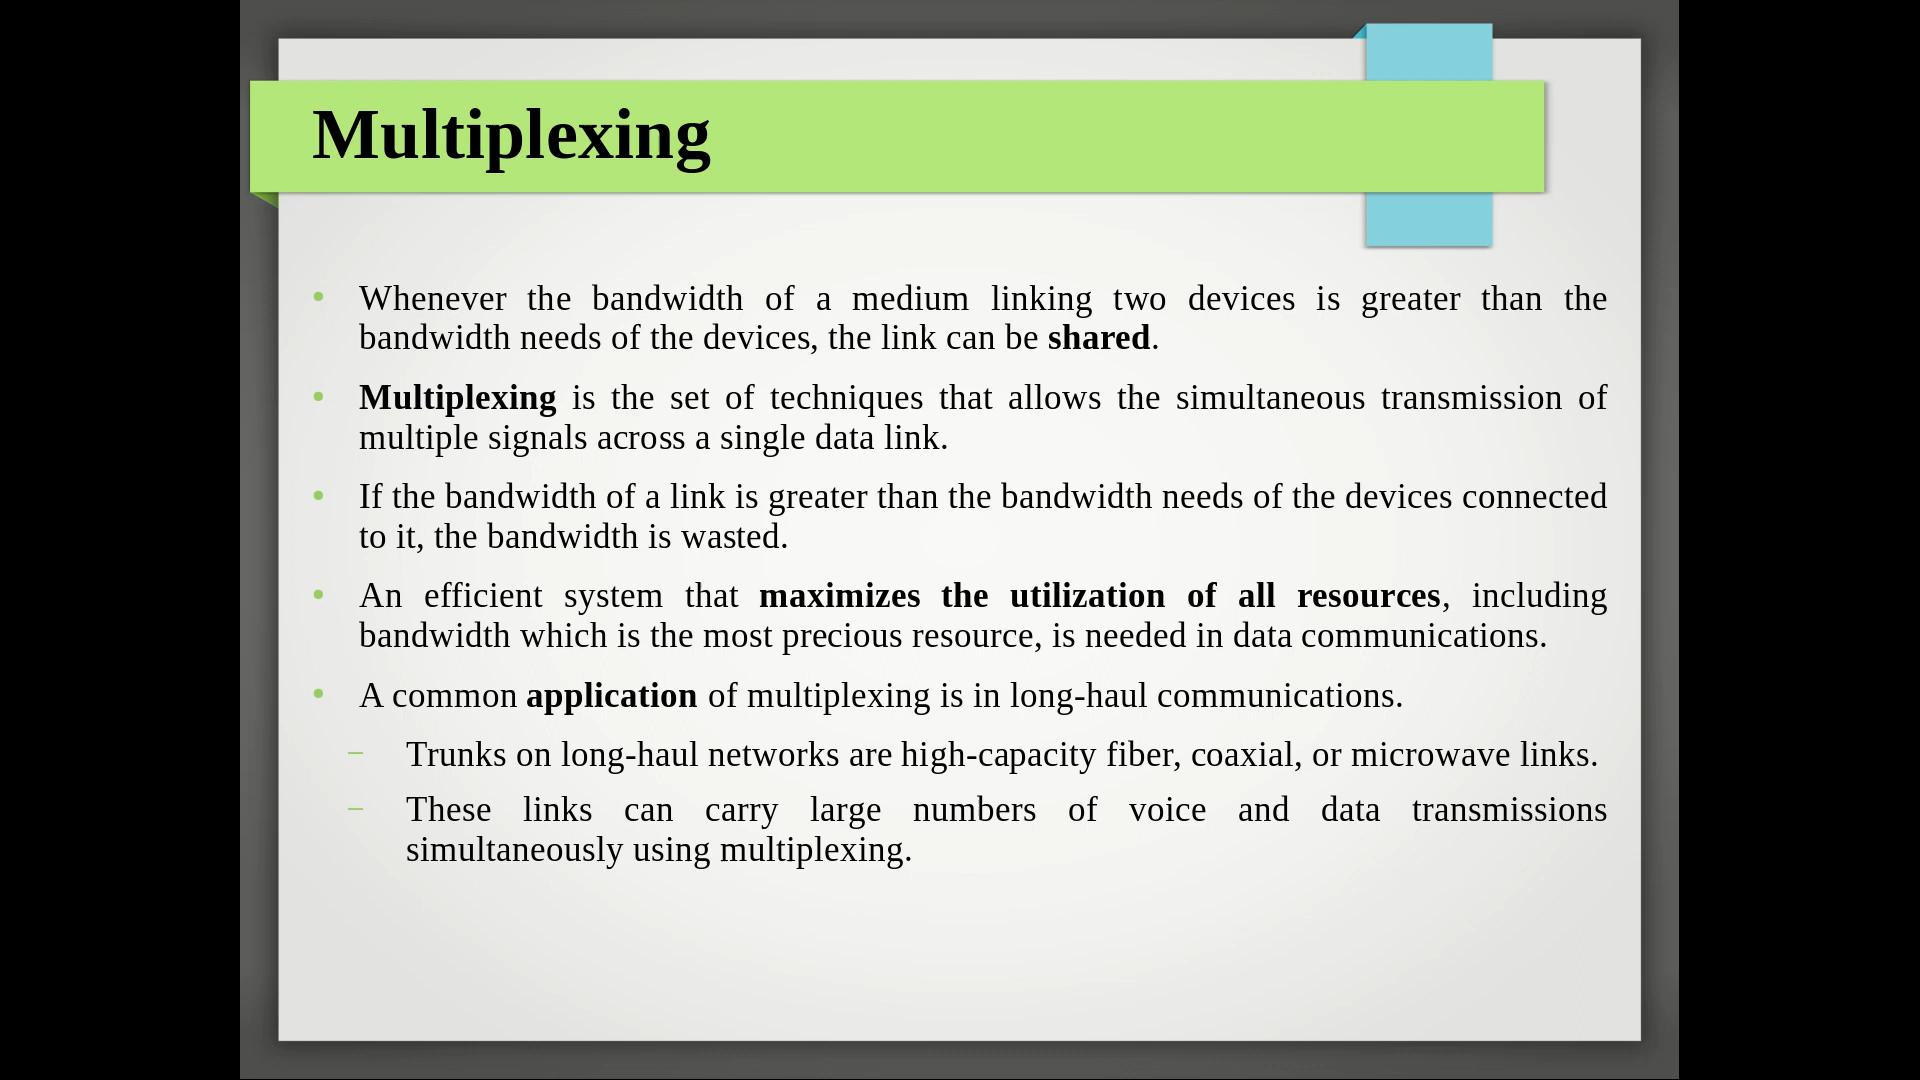 Multiplexing
• Whenever the bandwidth of a medium linking two devices is greater than the
bandwidth needs of the devices, the link can be shared.
• Multiplexing is the set of techniques that allows the simultaneous transmission of
multiple signals across a single data link.
• If the bandwidth of a link is greater than the bandwidth needs of the devices connected
to it, the bandwidth is wasted.
• An efficient system that maximizes the utilization of all resources, including
bandwidth which is the most precious resource, is needed in data communications.
• A common application of multiplexing is in long-haul communications.
– Trunks on long-haul networks are high-capacity fiber, coaxial, or microwave links.
– These links can carry large numbers of voice and data transmissions
simultaneously using multiplexing.